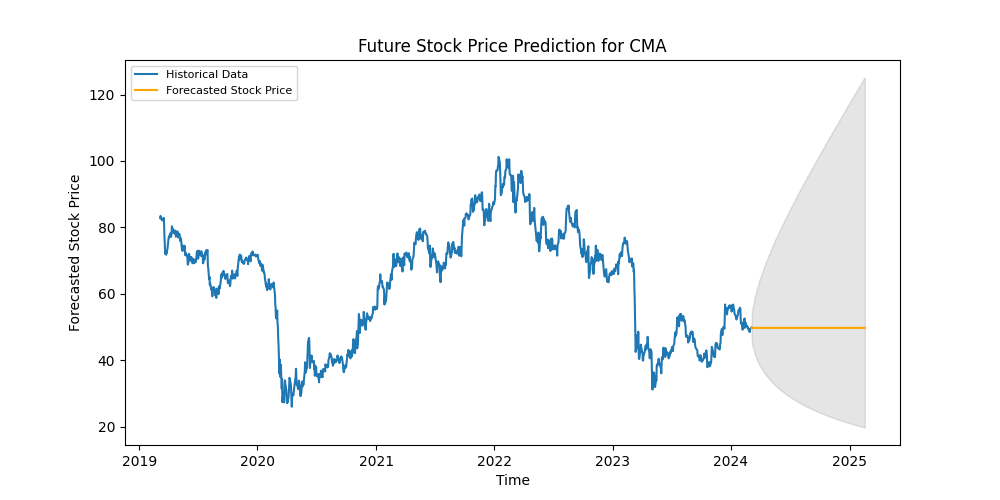 Future Stock Price Prediction for CMA
Historical Data
Forecasted Stock Price
120
100
80
60
40
20
Forecasted Stock Price
2019
2020
2021
2022
2023
2024
2025
Time